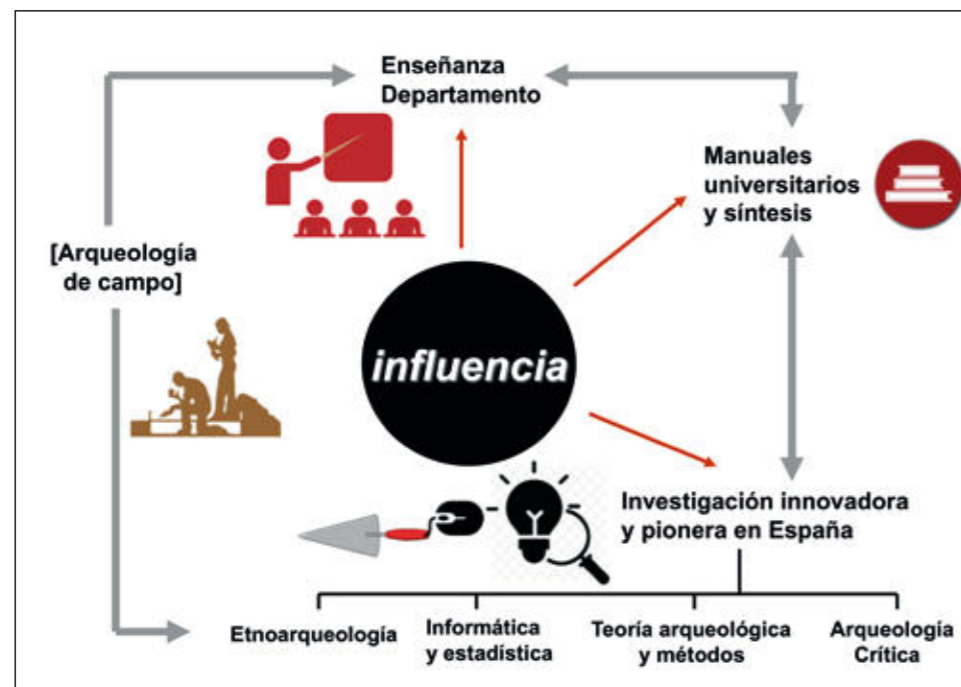 Enseñanza
Departamento
Manuales
universitarios
y síntesis
[Arqueología
de campo]
influencia
Investigación innovadora
y pionera en España
Etnoarqueología
Informática
y estadística
Teoría arqueológica
y métodos
Arqueología
Crítica